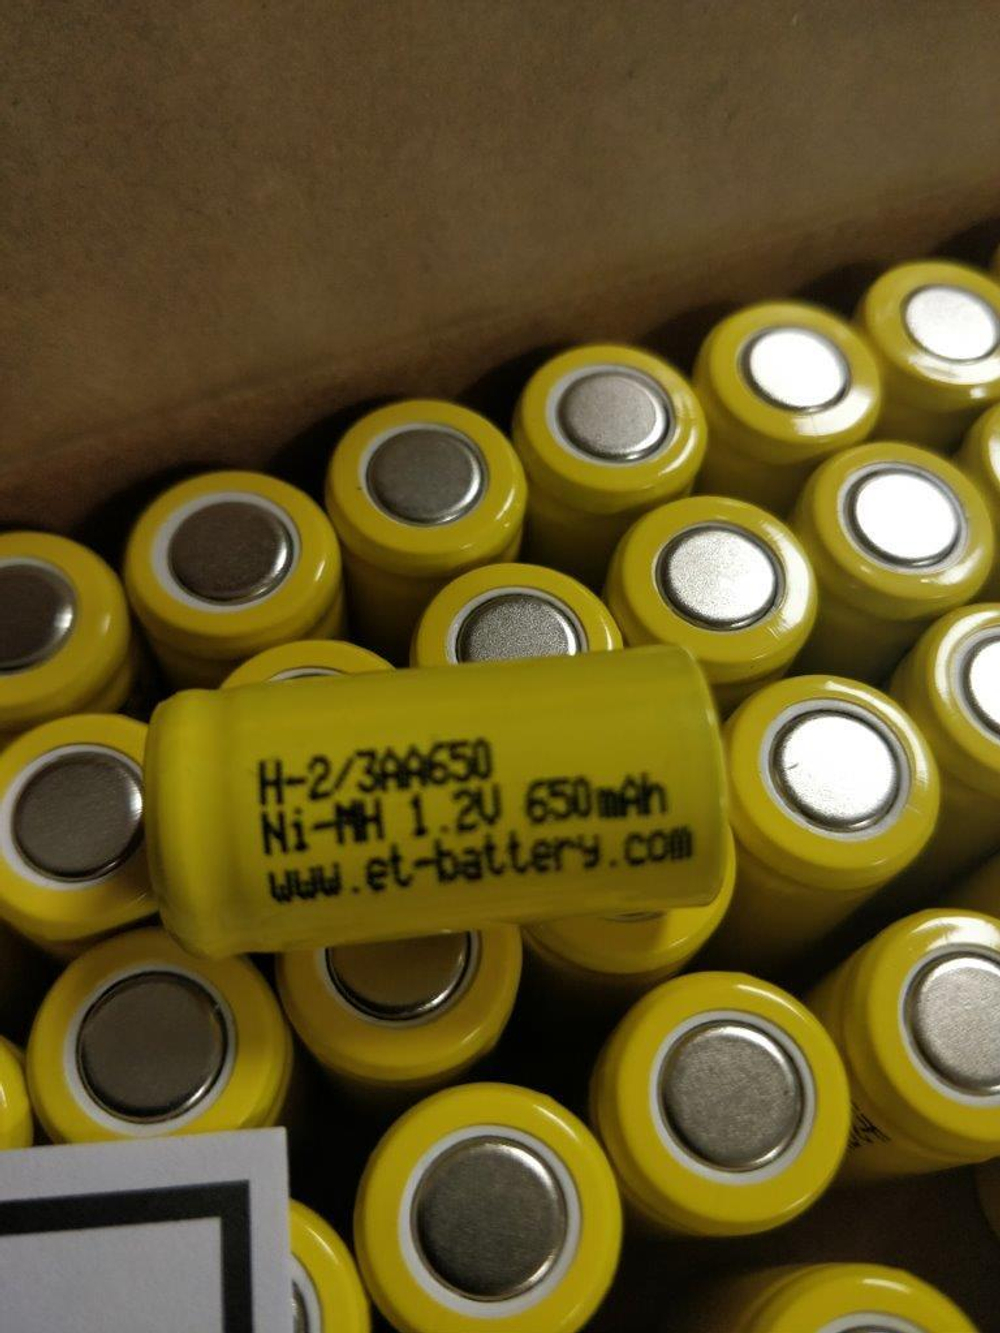 H-2/3AA650
Ni-MH 1.2V 650mAh
www.et-battery.com